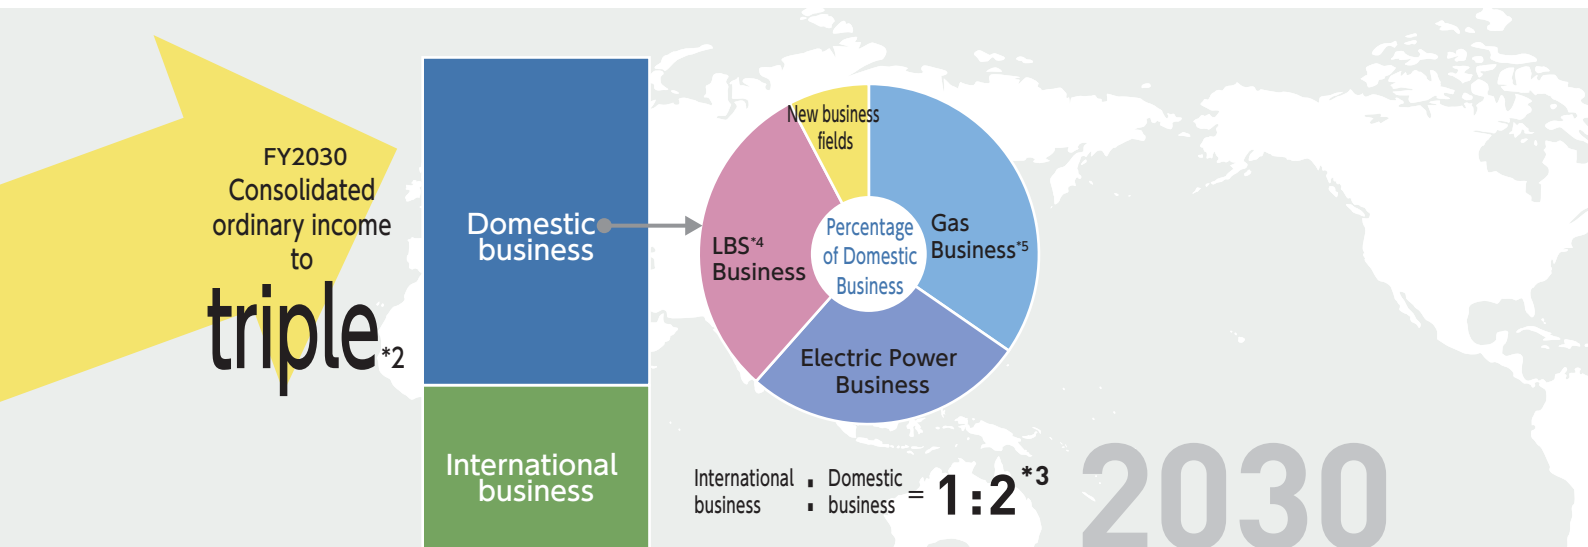 FY2030
Consolidated
ordinary income
to
triple*2
Domestic
business
International
business
New business
fields
Gas
Business*5
LBS*4
Business
Percentage
of Domestic
Business
Electric Power
Business
International business : Domestic business = 1:2*3
2030